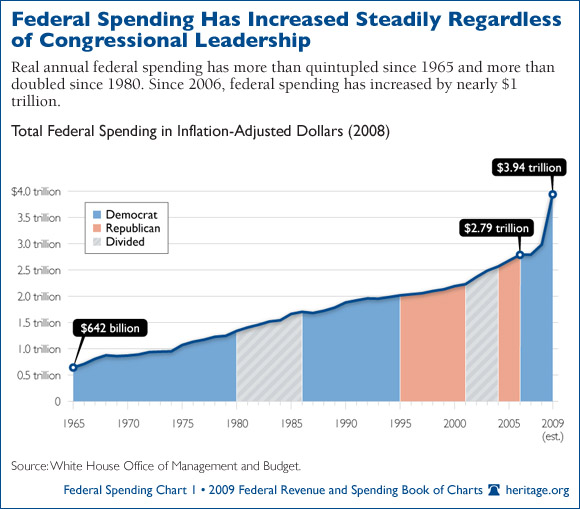 Federal Spending Has Increased Steadily Regardless
of Congressional Leadership
Real annual federal spending has more than quintupled since 1965 and more than
doubled since 1980. Since 2006, federal spending has increased by nearly $1
trillion.
Total Federal Spending in Inflation-Adjusted Dollars (2008)
$3.94 trillion
$4.0 trillion
Democrat
Republican
Divided
3.5 trillion
$2.79 trillion
3.0 trillion
2.5 trillion
2.0 trillion
1.5 trillion
$642 billion
1.0 trillion
0.5 trillion
0
1965 1970 1975 1980 1985 1990 1995 2000 2005 2009
(est.)
Source: White House Office of Management and Budget.
Federal Spending Chart 1 • 2009 Federal Revenue and Spending Book of Charts heritage.org